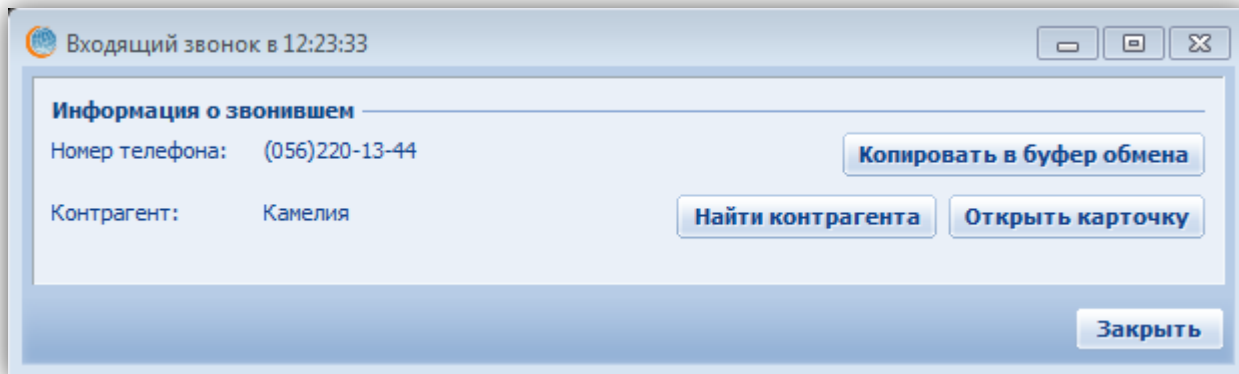 Входящий звонок в 12:23:33
Информация о звонившем
Номер телефона: (056)220-13-44 Копировать в буфер обмена
Контрагент: Камелия Найти контрагента Открыть карточку
Закрыть